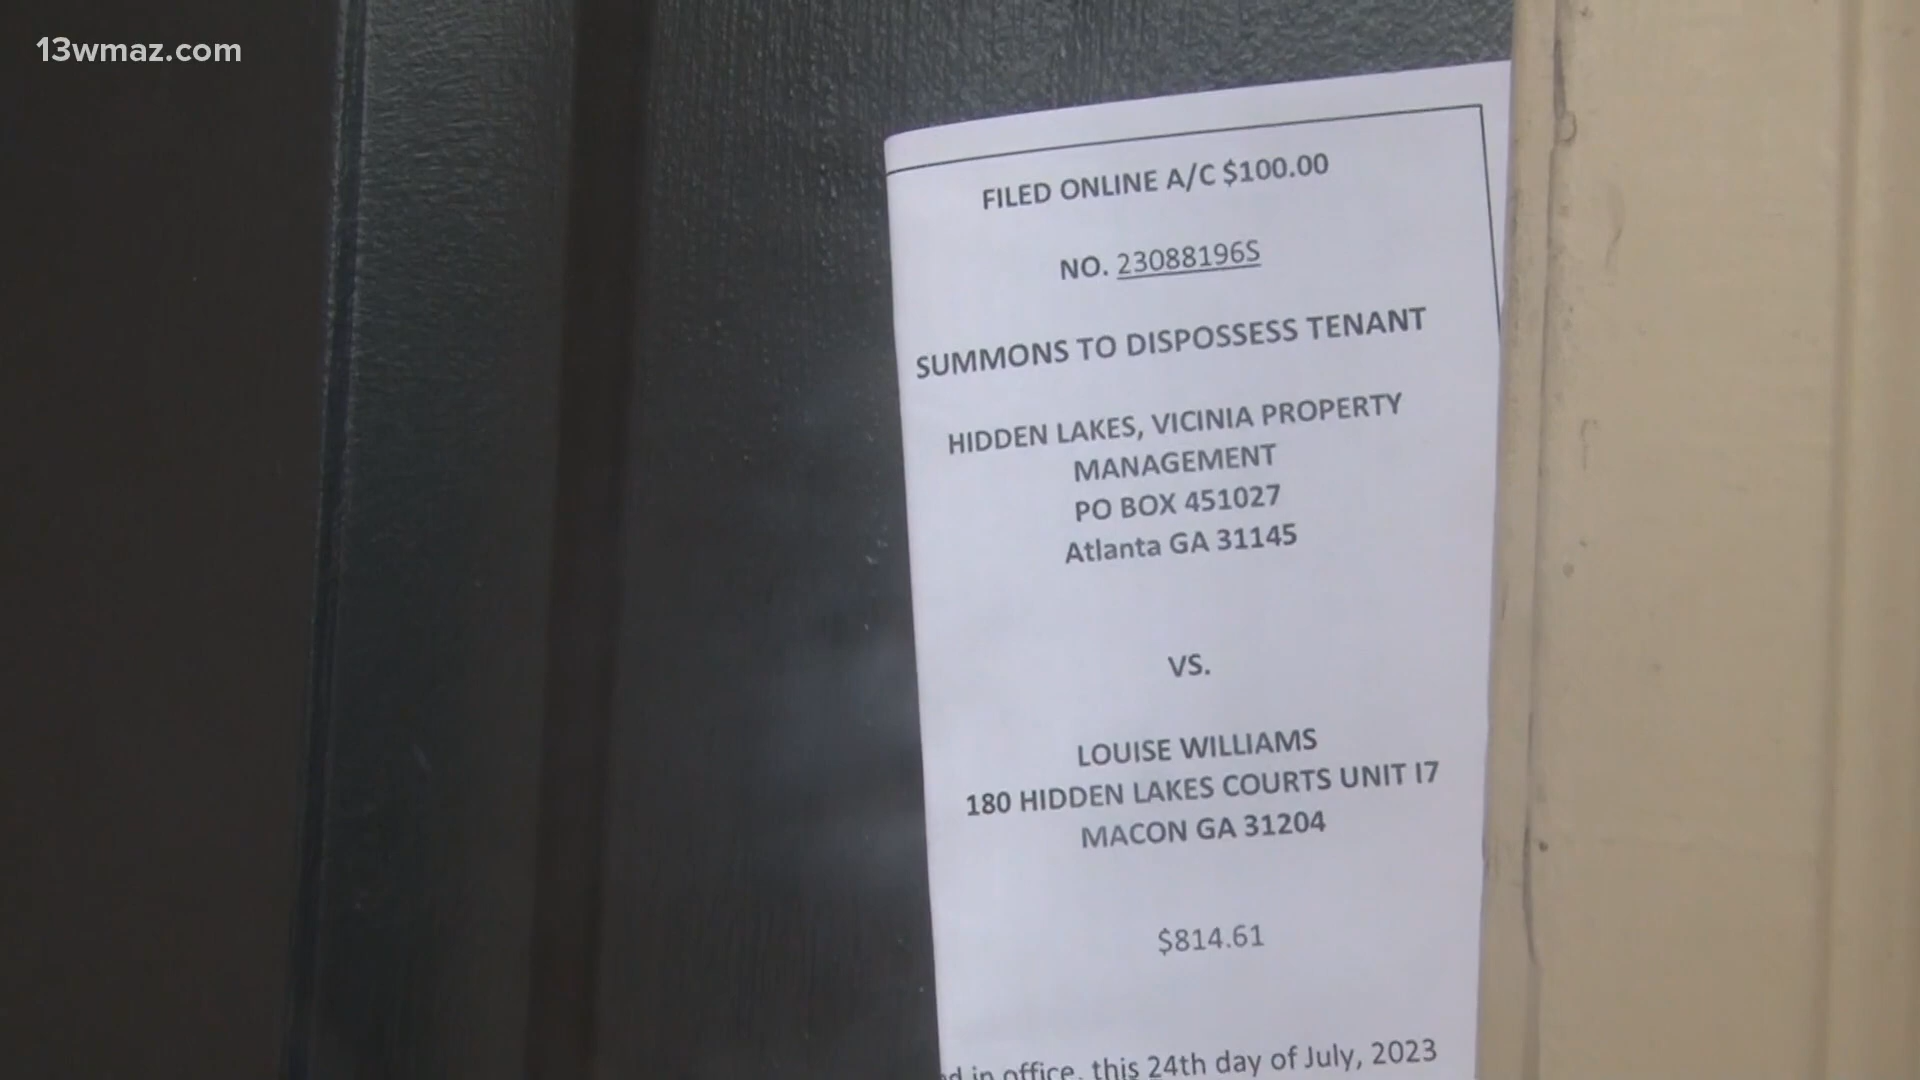 13wmaz.com
FILED ONLINE A/C $100.00
NO. 23088196S
SUMMONS TO DISPOSSESS TENANT
HIDDEN LAKES, VICINIA PROPERTY
MANAGEMENT
PO BOX 451027
Atlanta GA 31145
VS.
LOUISE WILLIAMS
180 HIDDEN LAKES COURTS UNIT I7
MACON GA 31204
$814.61
in office, this 24th day of July, 2023